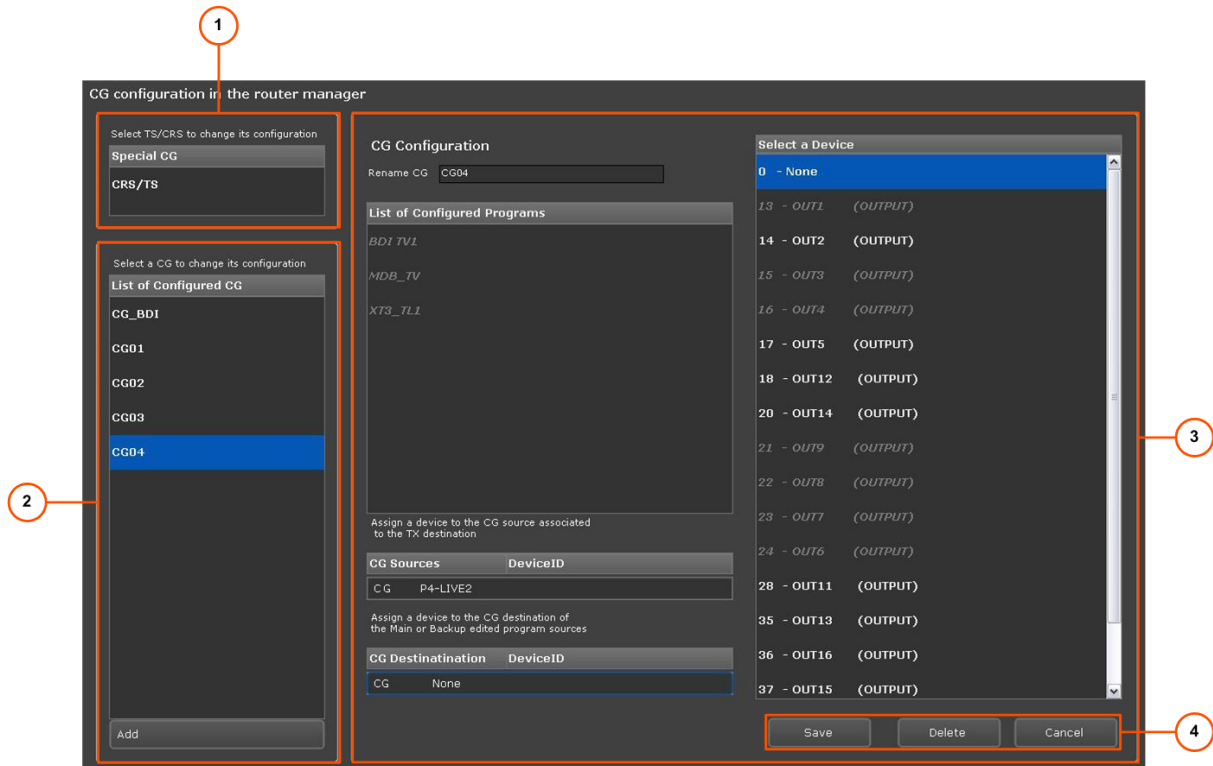 1
CG configuration in the router manager
Select TS/CRS to change its configuration
Special CG
CRS/TS
Select a CG to change its configuration
List of Configured CG
CG_BDI
CG01
CG02
CG03
CG04
Add
2
CG Configuration
Rename CG CG04
List of Configured Programs
BDI TV1
MDB_TV
XT3_TL1
Assign a device to the CG source associated
to the TX destination
CG Sources DeviceID
CG P4-LIVE2
Assign a device to the CG destination of
the Main or Backup edited program sources
CG Destinatination DeviceID
CG None
Select a Device
0 - None
13 - OUT1 (OUTPUT)
14 - OUT2 (OUTPUT)
15 - OUT3 (OUTPUT)
16 - OUT4 (OUTPUT)
17 - OUT5 (OUTPUT)
18 - OUT12 (OUTPUT)
20 - OUT14 (OUTPUT)
21 - OUT9 (OUTPUT)
22 - OUT8 (OUTPUT)
23 - OUT7 (OUTPUT)
24 - OUT6 (OUTPUT)
28 - OUT11 (OUTPUT)
35 - OUT13 (OUTPUT)
36 - OUT16 (OUTPUT)
37 - OUT15 (OUTPUT)
3
Save Delete Cancel
4